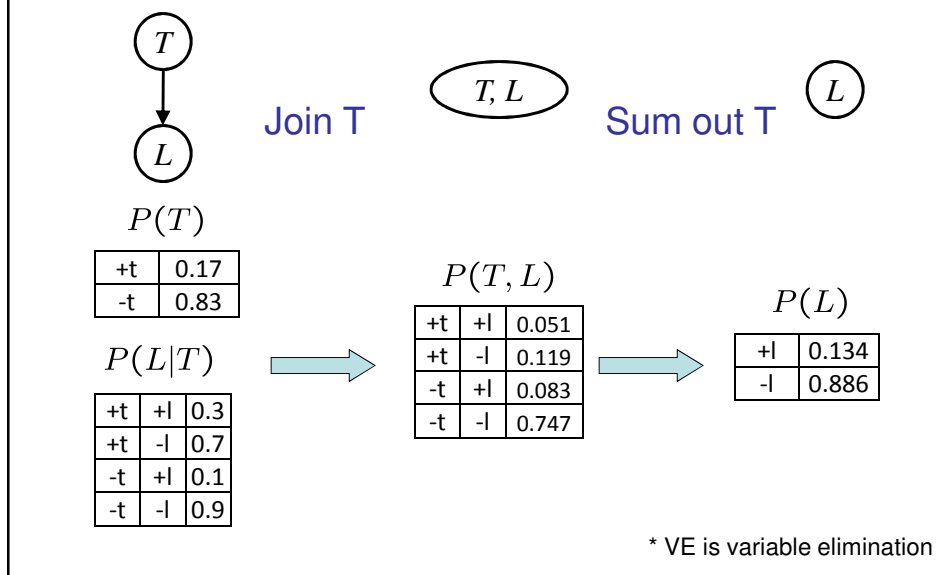 T
L
Join T
T, L
Sum out T
L
P(T)
+t 0.17
-t 0.83
P(L|T)
+t +l 0.3
+t -l 0.7
-t +l 0.1
-t -l 0.9
P(T, L)
+t +l 0.051
+t -l 0.119
-t +l 0.083
-t -l 0.747
P(L)
+l 0.134
-l 0.886
* VE is variable elimination